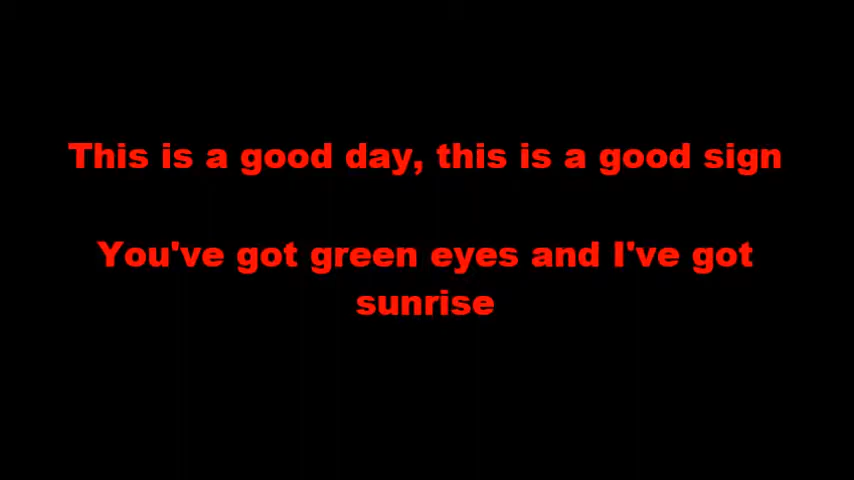 This is a good day, this is a good sign
You've got green eyes and I've got
sunrise